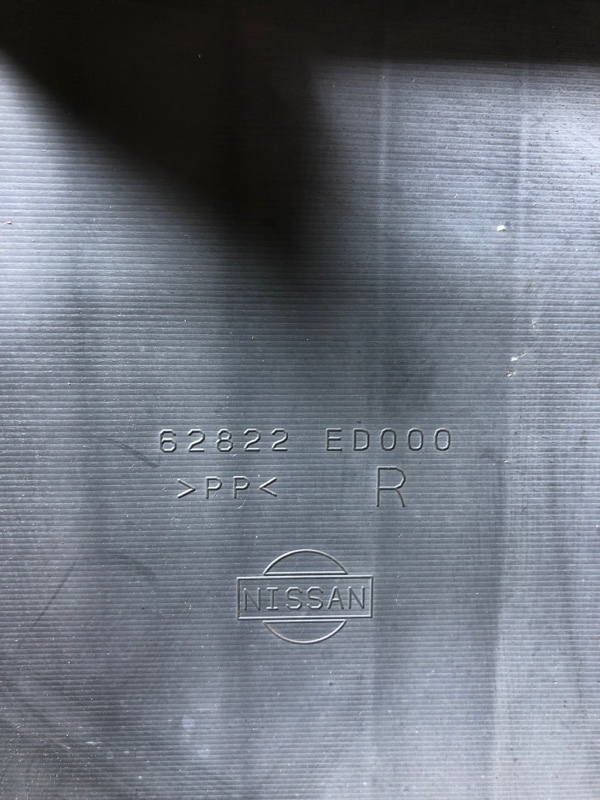 62822 ED000
>PP< R
NISSAN